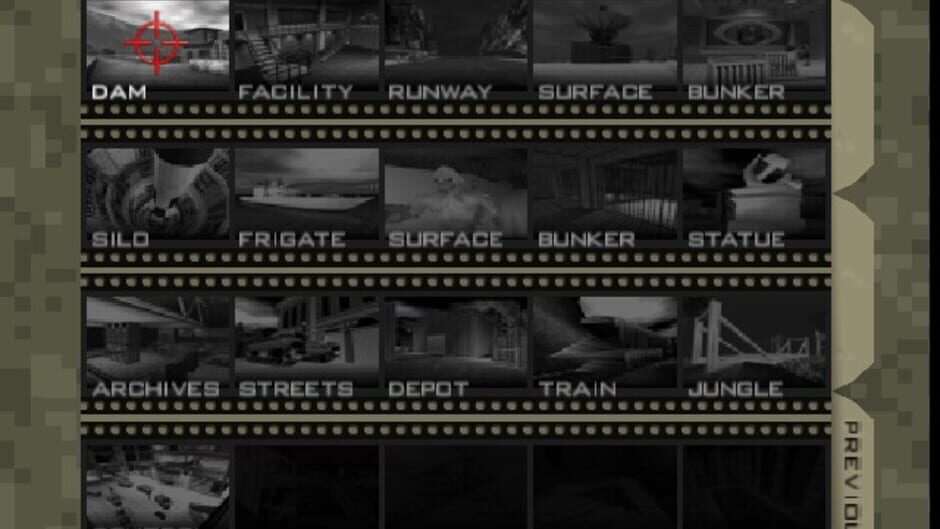 DAM FACILITY RUNWAY SURFACE BUNKER
SILO FRIGATE SURFACE BUNKER STATUE
ARCHIVES STREETS DEPOT TRAIN JUNGLE
PREVIO